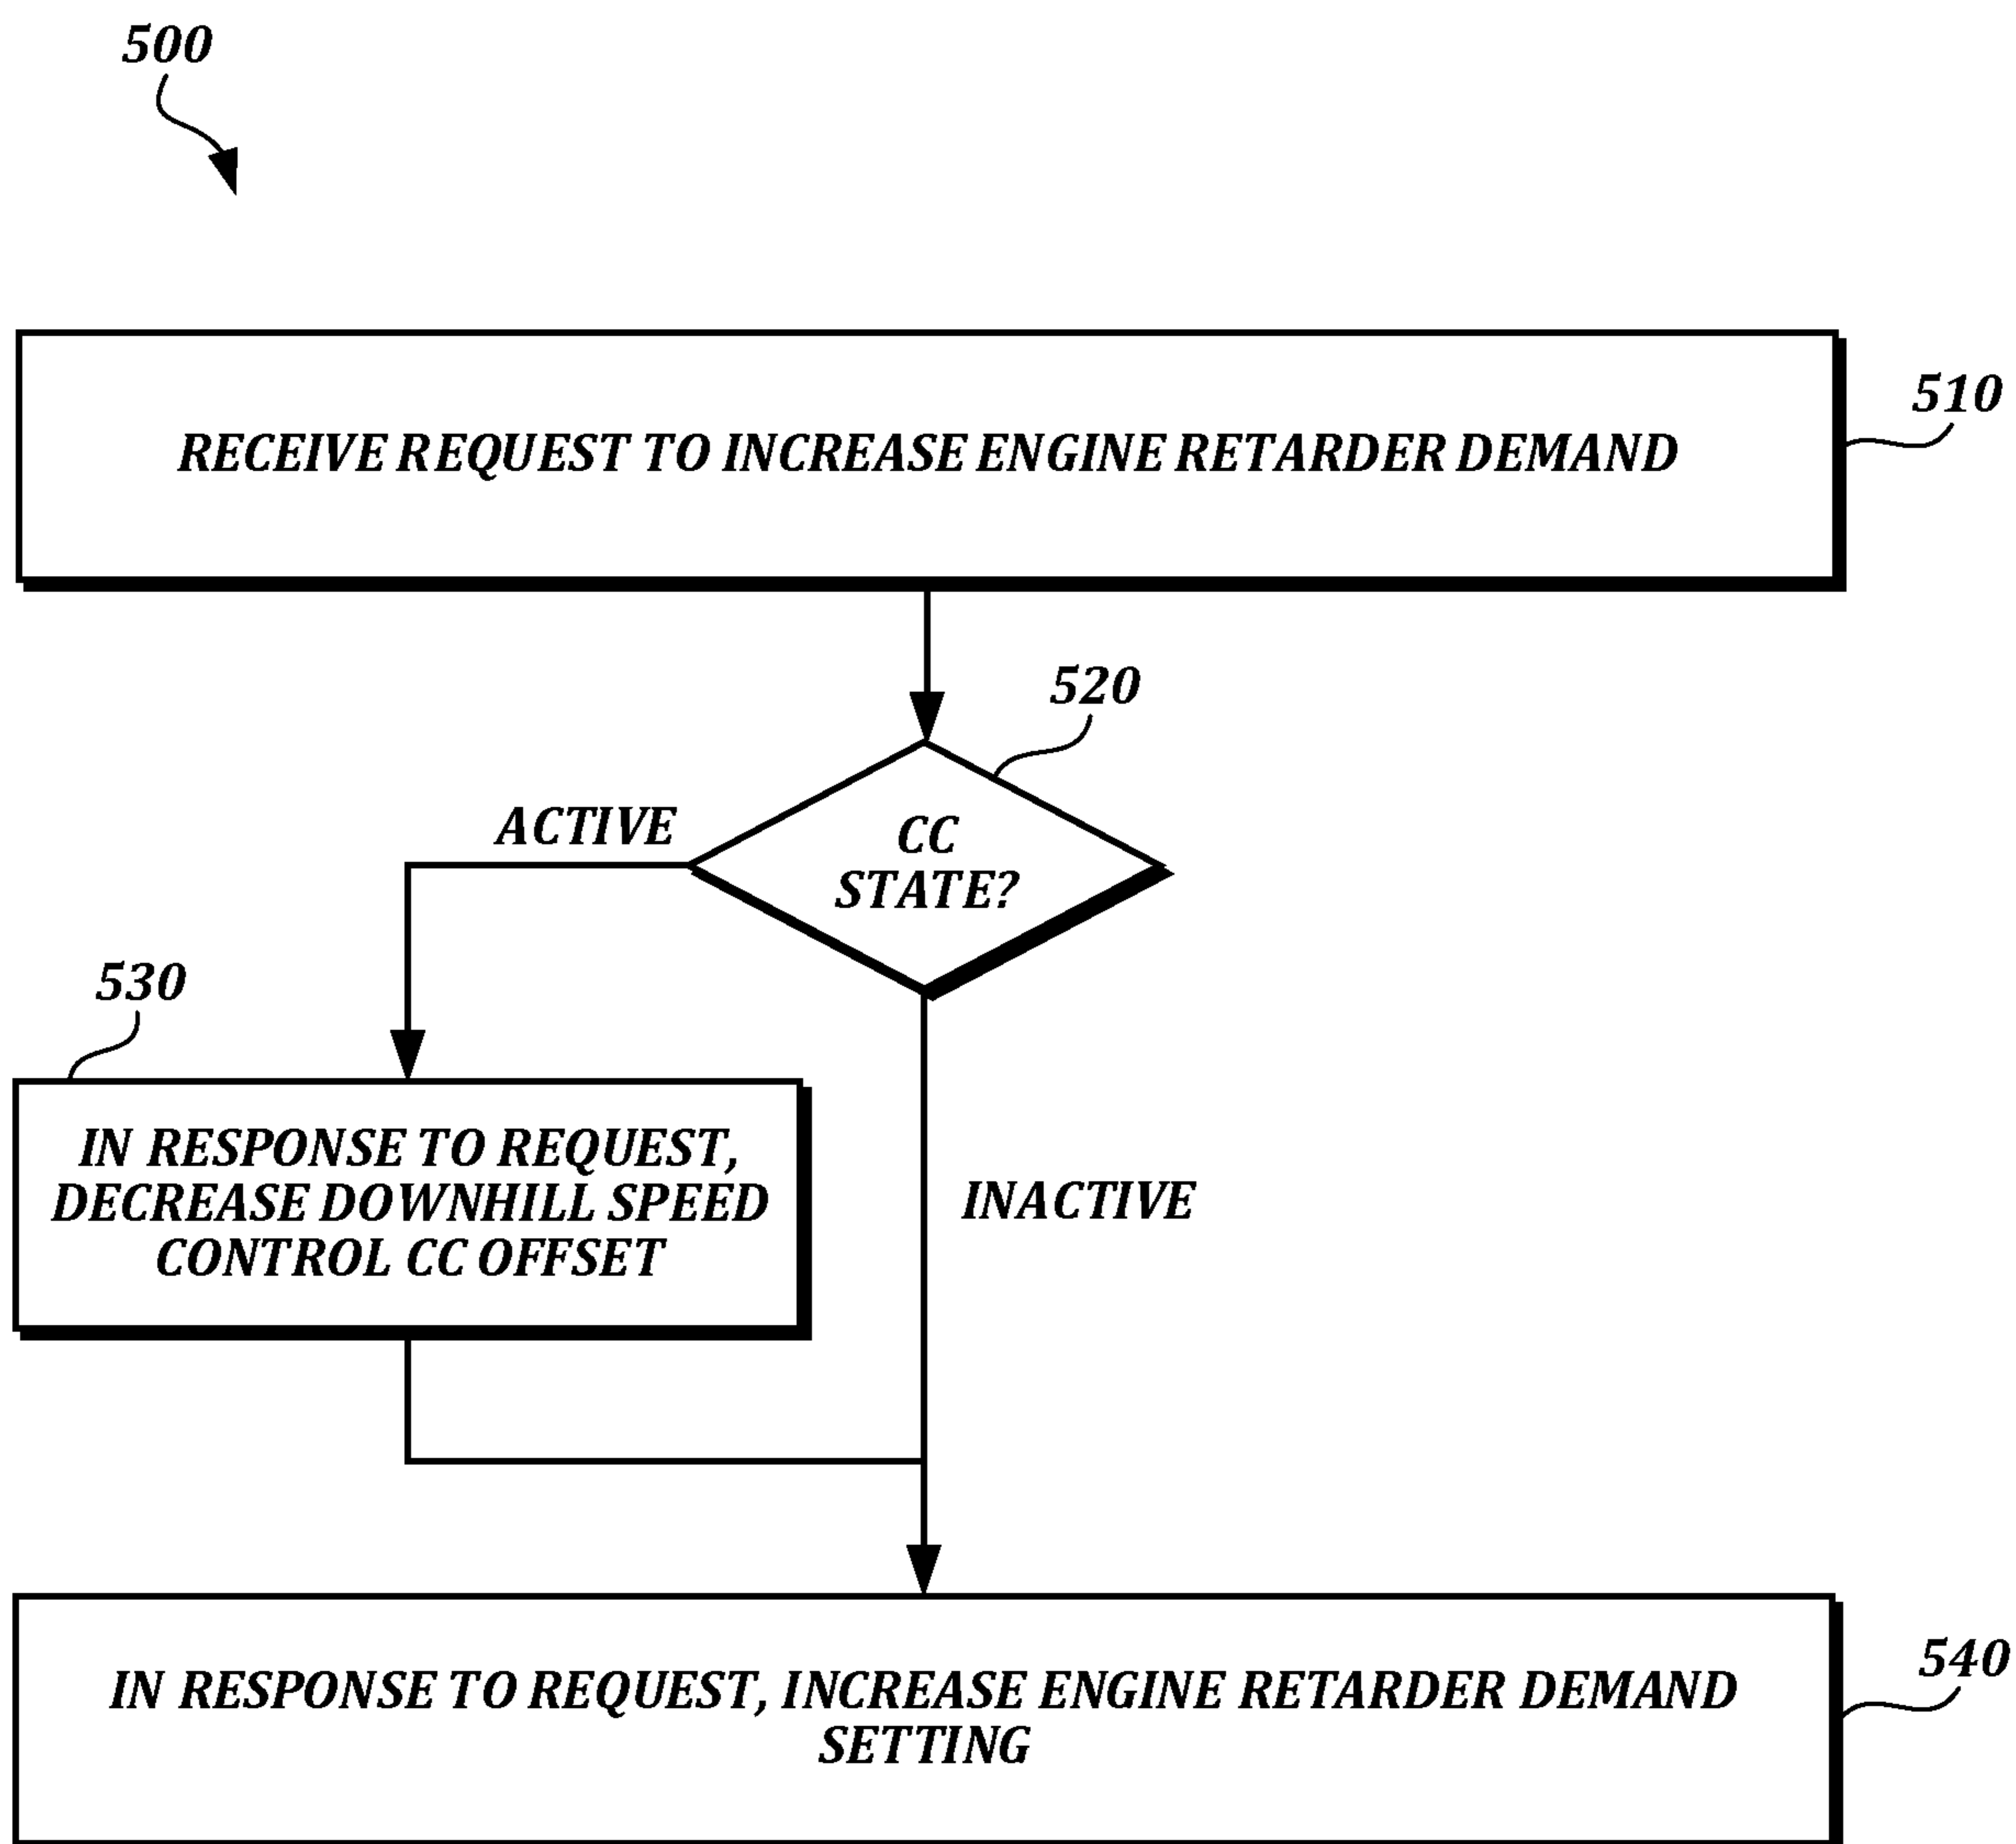 500
510
RECEIVE REQUEST TO INCREASE ENGINE RETARDER DEMAND
520
ACTIVE
CC
STATE?
530
IN RESPONSE TO REQUEST,
DECREASE DOWNHILL SPEED
CONTROL CC OFFSET
INACTIVE
540
IN RESPONSE TO REQUEST, INCREASE ENGINE RETARDER DEMAND
SETTING